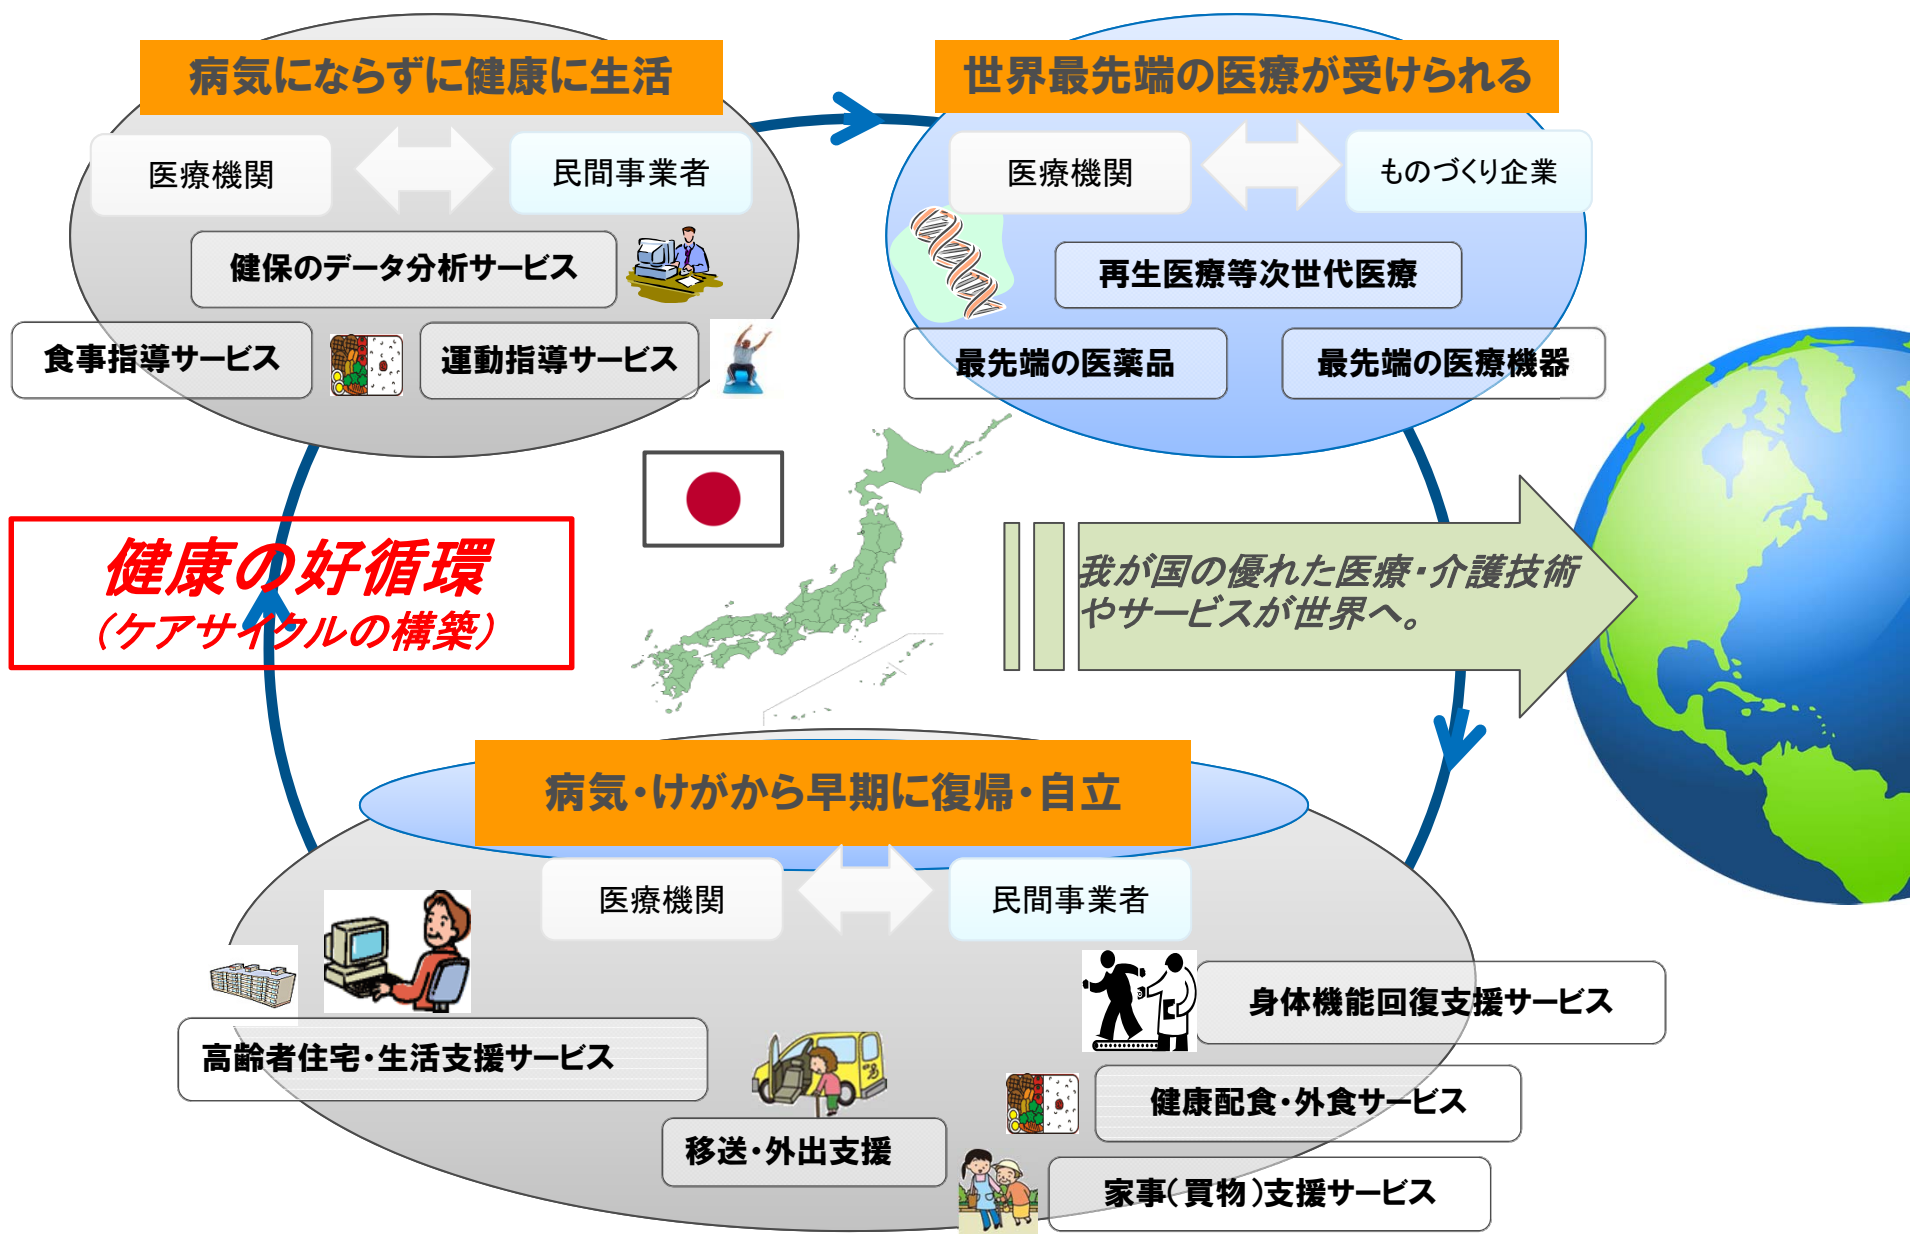 病気にならずに健康に生活
医療機関
民間事業者
健保のデータ分析サービス
食事指導サービス
運動指導サービス
世界最先端の医療が受けられる
医療機関
ものづくり企業
再生医療等次世代医療
最先端の医薬品
最先端の医療機器
健康の好循環
（ケアサイクルの構築）
我が国の優れた医療・介護技術
やサービスが世界へ。
病気・けがから早期に復帰・自立
医療機関
民間事業者
身体機能回復支援サービス
高齢者住宅・生活支援サービス
健康配食・外食サービス
移送・外出支援
家事（買物）支援サービス